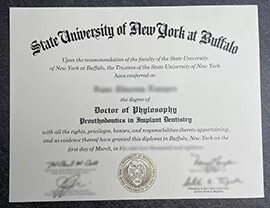 State University of New York at Buffalo
Upon the recommendation of the faculty of the State University
of New York at Buffalo, the Trustees of the State University of New York
have conferred on
the degree of
Doctor of Phylosophy
Prosthodontics in Implant Dentistry
with all the rights, privileges, honors, and responsibilities thereto appertaining,
and as evidence thereof have granted this diploma in Buffalo, New York on the
first day of March, in